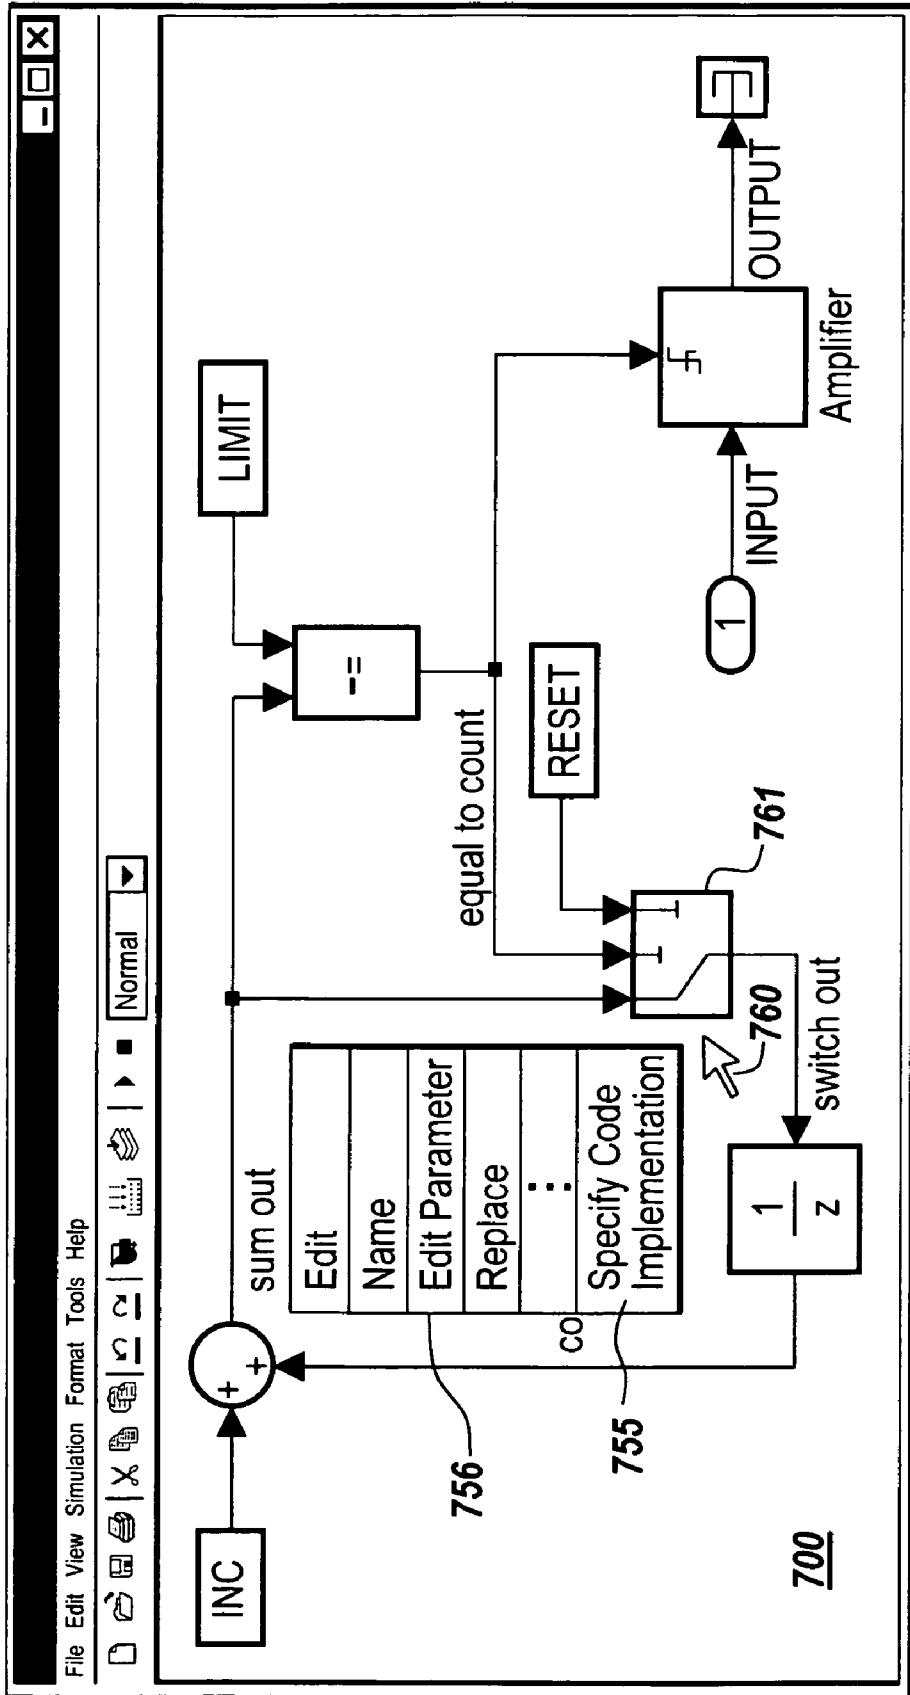 File Edit View Simulation Format Tools Help
Normal
INC
+
+
sum out
LIMIT
-=
equal to count
RESET
Edit
Name
Edit Parameter
Replace
⋮
Specify Code
Implementation
co
756
755
760
761
switch out
1
z
1
INPUT
OUTPUT
Amplifier
700